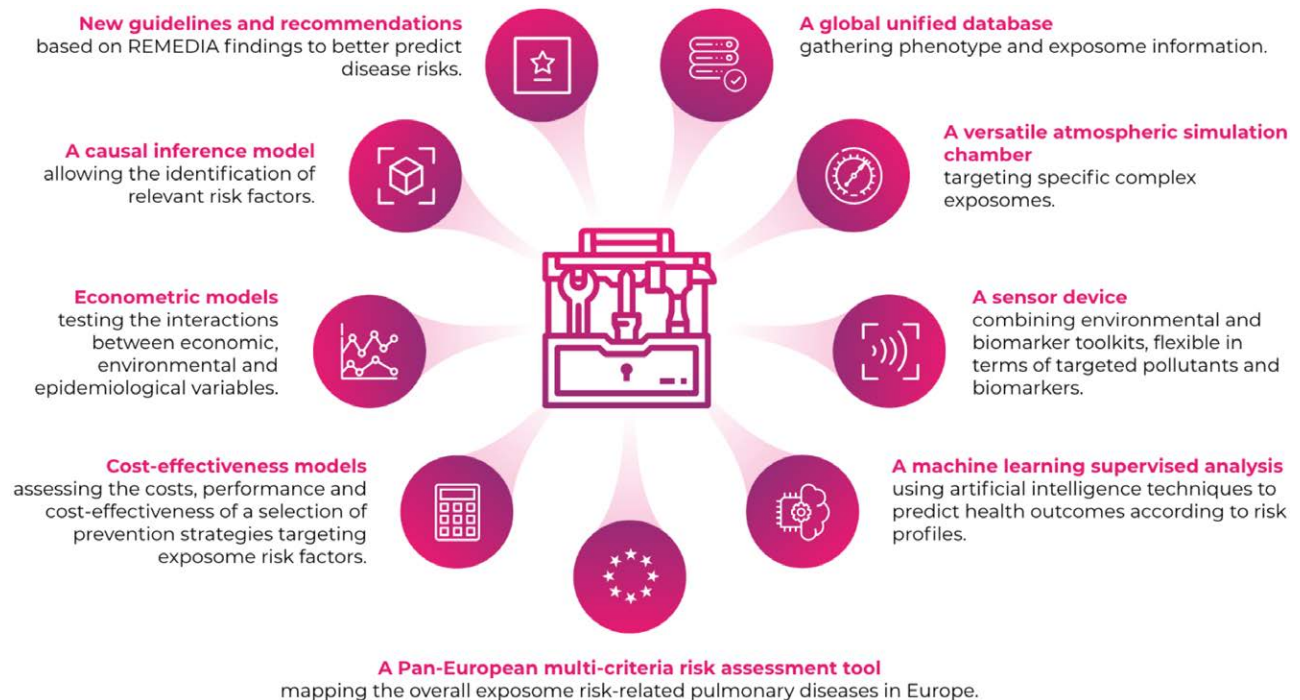 New guidelines and recommendations
based on REMEDIA findings to better predict
disease risks.
A global unified database
gathering phenotype and exposome information.
A causal inference model
allowing the identification of
relevant risk factors.
A versatile atmospheric simulation
chamber
targeting specific complex
exposomes.
Econometric models
testing the interactions
between economic,
environmental and
epidemiological variables.
A sensor device
combining environmental and
biomarker toolkits, flexible in
terms of targeted pollutants and
biomarkers.
Cost-effectiveness models
assessing the costs, performance and
cost-effectiveness of a selection of
prevention strategies targeting
exposome risk factors.
A machine learning supervised analysis
using artificial intelligence techniques to
predict health outcomes according to risk
profiles.
A Pan-European multi-criteria risk assessment tool
mapping the overall exposome risk-related pulmonary diseases in Europe.